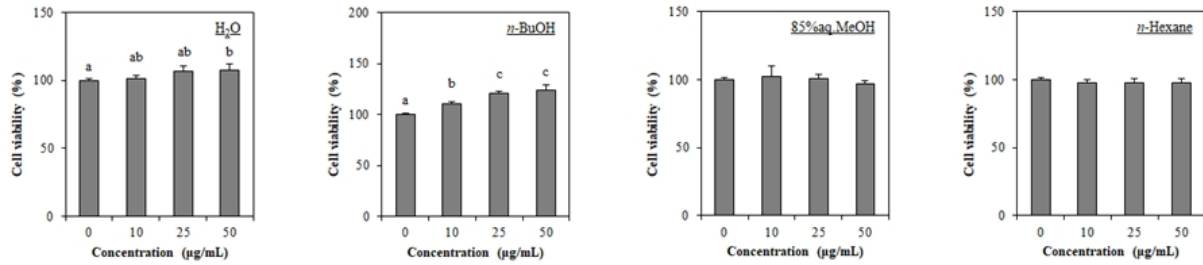 150
100
50
0
Cell viability (%)
H2O
a
ab
ab
b
0 10 25 50
Concentration (µg/mL)
200
150
100
50
0
Cell viability (%)
n-BuOH
a
b
c
c
0 10 25 50
Concentration (µg/mL)
150
100
50
0
Cell viability (%)
85%aq.MeOH
0 10 25 50
Concentration (µg/mL)
150
100
50
0
Cell viability (%)
n-Hexane
0 10 25 50
Concentration (µg/mL)